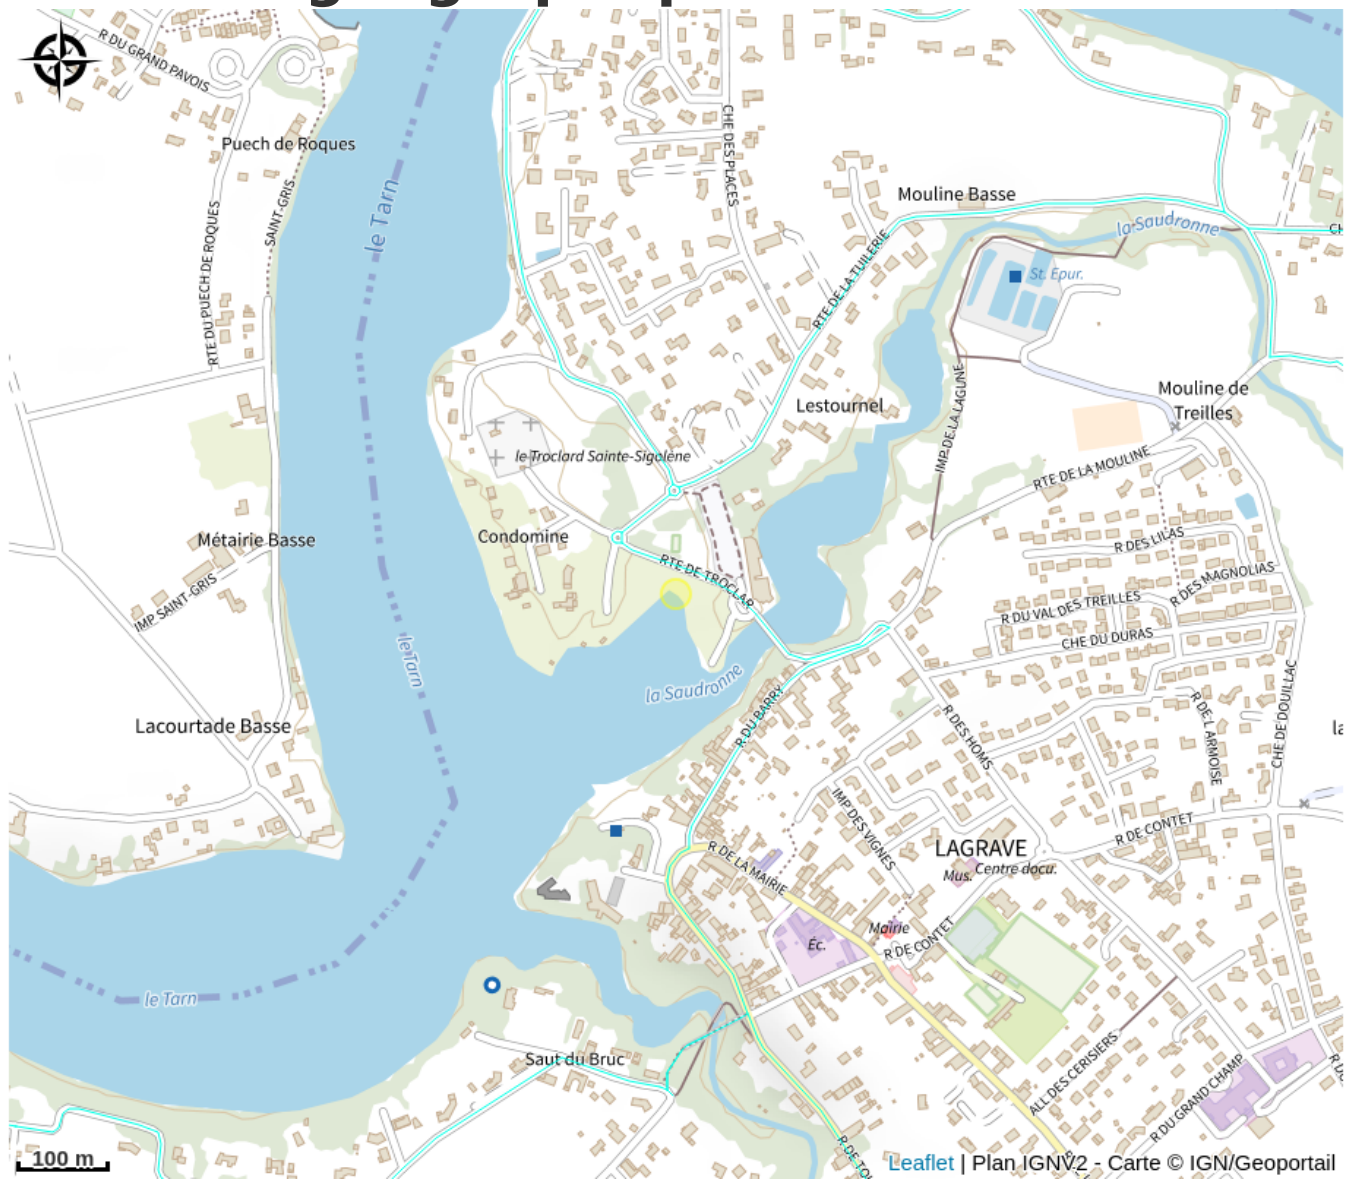 R DU GRAND PAVOIS
Puech de Roques
CHE DES PLACES
le Tarn
Mouline Basse
SAINT-GRIS
RTE DU PUECH DE ROQUES
la Saudronne
RTE DE LA TUILERIE
St. Epur.
Mouline de
Treilles
Lestournel
IMP DE LA LAGUNE
le Troclard Sainte-Sigolène
RTE DE LA MOULINE
Condomine
Métairie Basse
R DES LILAS
RTE DE TROCLAR
R DES MAGNOLIAS
IMP SAINT-GRIS
R DU VAL DES TREILLES
CHE DU DURAS
le Tarn
la Saudronne
CHE DE DOUILLAC
Lacourtade Basse
R DU BARRY
R DES HOMS
R DE L ARMOISE
IMP DES VIGNES
R DE CONTET
LAGRAVE
R DE LA MAIRIE
Mus.
Centre docu.
Mairie
Éc.
R DE CONTET
le Tarn
Saut du Bruc
ALL DES CERISIERS
R DU GRAND CHAMP
100 m
Leaflet | Plan IGNV2 - Carte © IGN/Geoportail